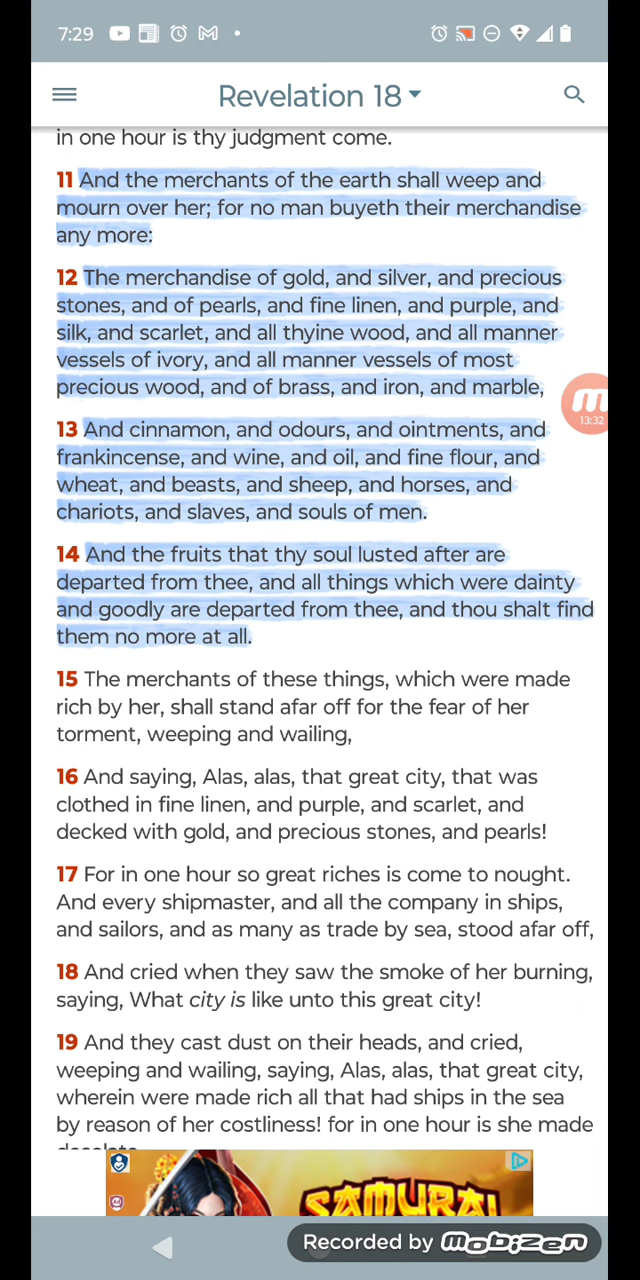 7:29
Revelation 18
in one hour is thy judgment come.
11 And the merchants of the earth shall weep and
mourn over her; for no man buyeth their merchandise
any more:
12 The merchandise of gold, and silver, and precious
stones, and of pearls, and fine linen, and purple, and
silk, and scarlet, and all thyine wood, and all manner
vessels of ivory, and all manner vessels of most
precious wood, and of brass, and iron, and marble,
13:32
13 And cinnamon, and odours, and ointments, and
frankincense, and wine, and oil, and fine flour, and
wheat, and beasts, and sheep, and horses, and
chariots, and slaves, and souls of men.
14 And the fruits that thy soul lusted after are
departed from thee, and all things which were dainty
and goodly are departed from thee, and thou shalt find
them no more at all.
15 The merchants of these things, which were made
rich by her, shall stand afar off for the fear of her
torment, weeping and wailing,
16 And saying, Alas, alas, that great city, that was
clothed in fine linen, and purple, and scarlet, and
decked with gold, and precious stones, and pearls!
17 For in one hour so great riches is come to nought.
And every shipmaster, and all the company in ships,
and sailors, and as many as trade by sea, stood afar off,
18 And cried when they saw the smoke of her burning,
saying, What city is like unto this great city!
19 And they cast dust on their heads, and cried,
weeping and wailing, saying, Alas, alas, that great city,
wherein were made rich all that had ships in the sea
by reason of her costliness! for in one hour is she made
SAMURAI
Recorded by mobizen